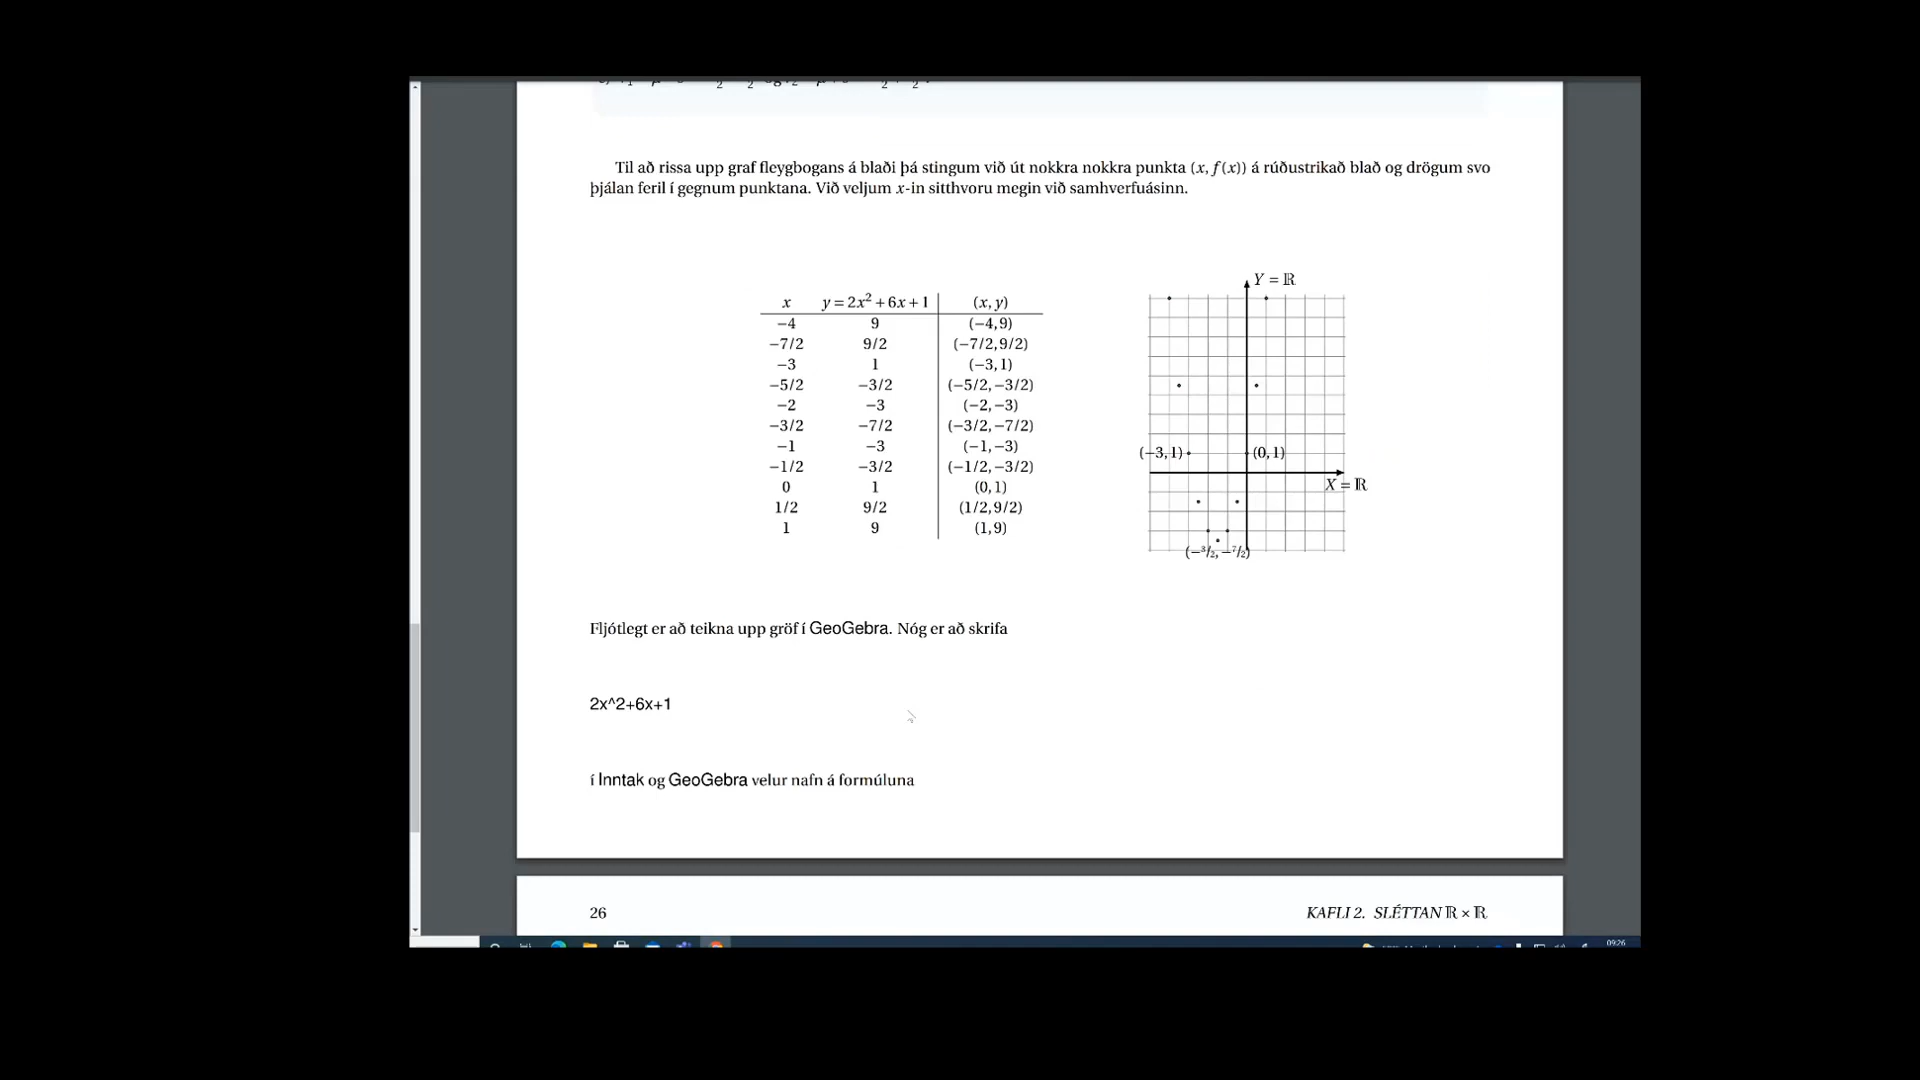 Til að rissa upp graf fleygbogans á blaði þá stingum við út nokkra nokkra punkta (x, f(x)) á rúðustrikað blað og drögum svo
þjálan feril í gegnum punktana. Við veljum x-in sitthvoru megin við samhverfuásinn.
x y = 2x² + 6x + 1 (x, y)
−4 9 (−4,9)
−7/2 9/2 (−7/2,9/2)
−3 1 (−3,1)
−5/2 −3/2 (−5/2,−3/2)
−2 −3 (−2,−3)
−3/2 −7/2 (−3/2,−7/2)
−1 −3 (−1,−3)
−1/2 −3/2 (−1/2,−3/2)
0 1 (0,1)
1/2 9/2 (1/2,9/2)
1 9 (1,9)
Y = ℝ
(−3,1) (0,1)
X = ℝ
(−3/2,−7/2)
Fljótlegt er að teikna upp gröf í GeoGebra. Nóg er að skrifa
2x^2+6x+1
í Inntak og GeoGebra velur nafn á formúluna
26 KAFLI 2. SLÉTTAN ℝ × ℝ
09:26